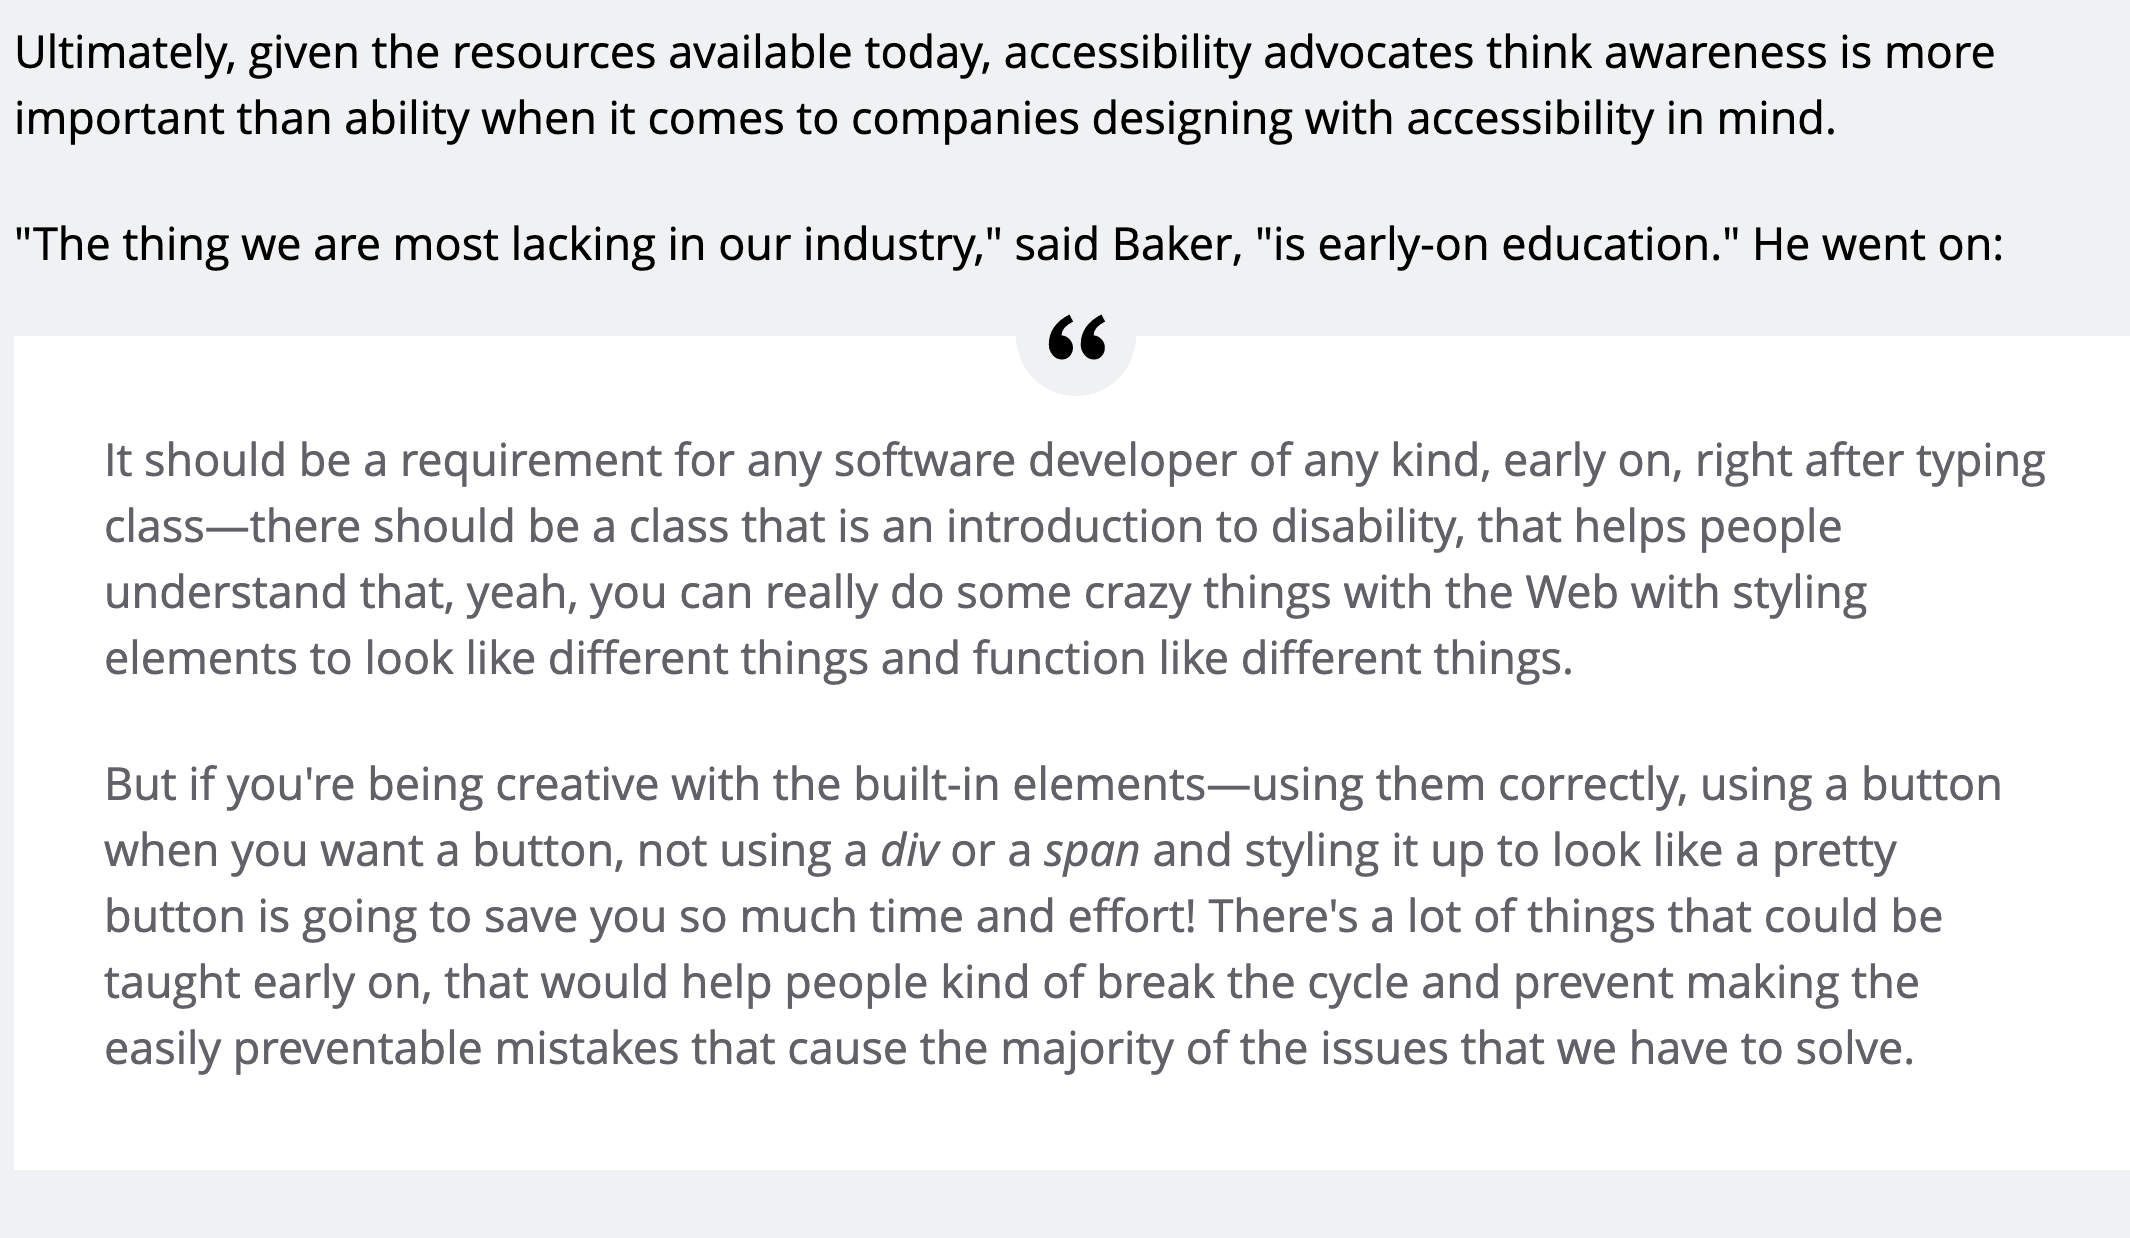 Ultimately, given the resources available today, accessibility advocates think awareness is more
important than ability when it comes to companies designing with accessibility in mind.
"The thing we are most lacking in our industry," said Baker, "is early-on education." He went on:
“
It should be a requirement for any software developer of any kind, early on, right after typing
class—there should be a class that is an introduction to disability, that helps people
understand that, yeah, you can really do some crazy things with the Web with styling
elements to look like different things and function like different things.
But if you're being creative with the built-in elements—using them correctly, using a button
when you want a button, not using a div or a span and styling it up to look like a pretty
button is going to save you so much time and effort! There's a lot of things that could be
taught early on, that would help people kind of break the cycle and prevent making the
easily preventable mistakes that cause the majority of the issues that we have to solve.